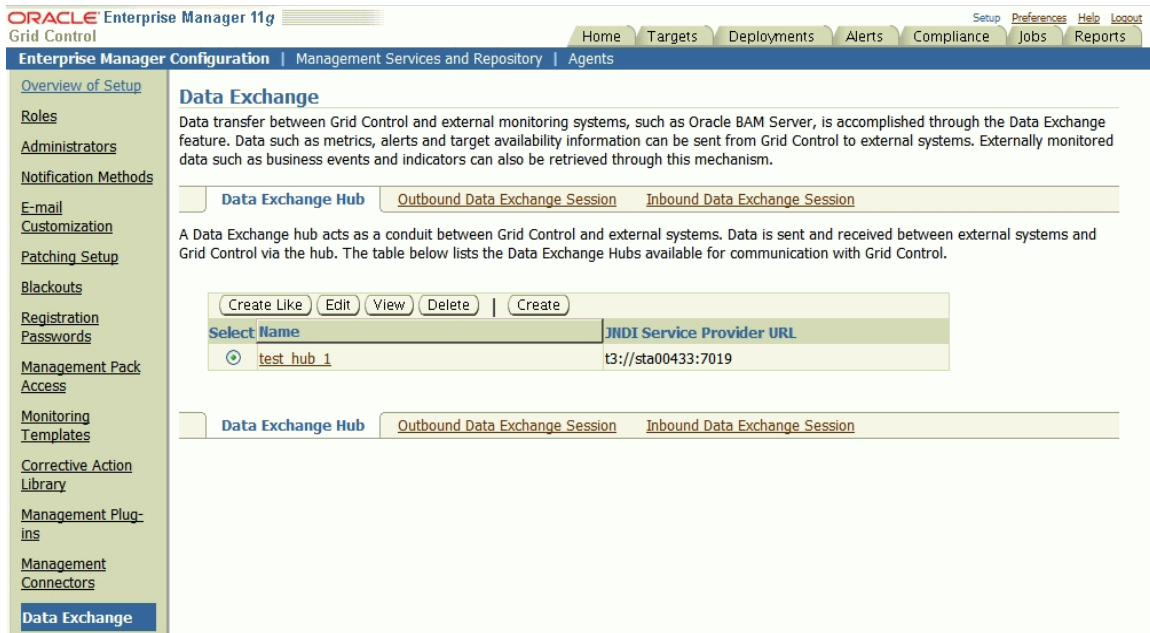 ORACLE Enterprise Manager 11g
Grid Control
Setup Preferences Help Logout
Home Targets Deployments Alerts Compliance Jobs Reports
Enterprise Manager Configuration | Management Services and Repository | Agents
Overview of Setup
Roles
Administrators
Notification Methods
E-mail
Customization
Patching Setup
Blackouts
Registration
Passwords
Management Pack
Access
Monitoring
Templates
Corrective Action
Library
Management Plug-
ins
Management
Connectors
Data Exchange
Data Exchange
Data transfer between Grid Control and external monitoring systems, such as Oracle BAM Server, is accomplished through the Data Exchange
feature. Data such as metrics, alerts and target availability information can be sent from Grid Control to external systems. Externally monitored
data such as business events and indicators can also be retrieved through this mechanism.
Data Exchange Hub Outbound Data Exchange Session Inbound Data Exchange Session
A Data Exchange hub acts as a conduit between Grid Control and external systems. Data is sent and received between external systems and
Grid Control via the hub. The table below lists the Data Exchange Hubs available for communication with Grid Control.
Create Like Edit View Delete | Create
Select Name JNDI Service Provider URL
test_hub_1 t3://sta00433:7019
Data Exchange Hub Outbound Data Exchange Session Inbound Data Exchange Session